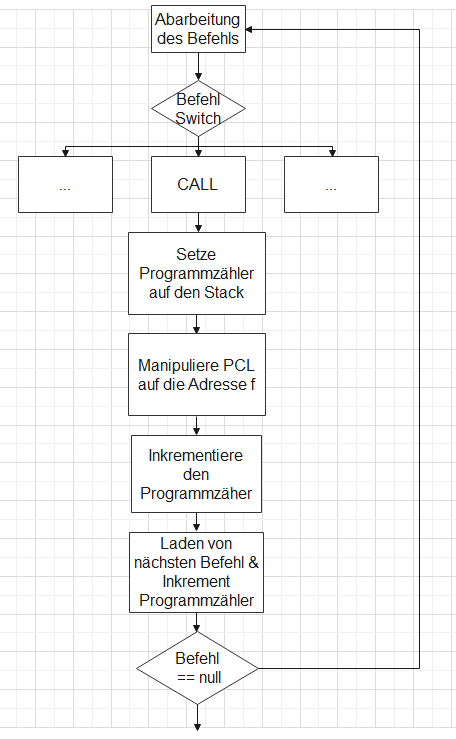 Abarbeitung
des Befehls
Befehl
Switch
...
CALL
...
Setze
Programmzähler
auf den Stack
Manipuliere PCL
auf die Adresse f
Inkrementiere
den
Programmzäher
Laden von
nächsten Befehl &
Inkrement
Programmzähler
Befehl
== null